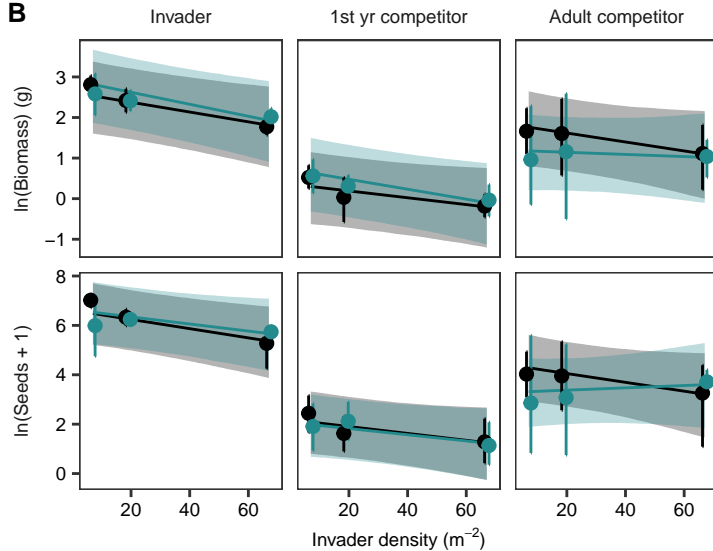 B
Invader
1st yr competitor
Adult competitor
ln(Biomass) (g)
3
2
1
0
−1
ln(Seeds + 1)
8
6
4
2
0
20 40 60
20 40 60
20 40 60
Invader density (m⁻²)